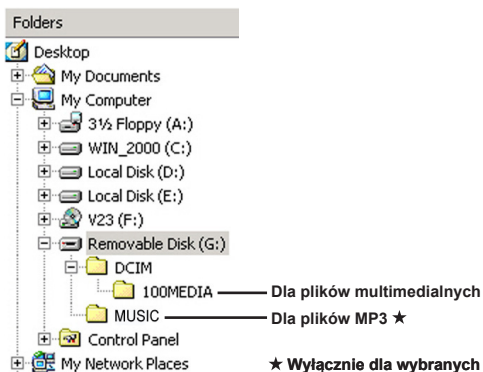 Folders
Desktop
My Documents
My Computer
3½ Floppy (A:)
WIN_2000 (C:)
Local Disk (D:)
Local Disk (E:)
V23 (F:)
Removable Disk (G:)
DCIM
100MEDIA Dla plików multimedialnych
MUSIC Dla plików MP3 ★
Control Panel
My Network Places ★ Wyłącznie dla wybranych